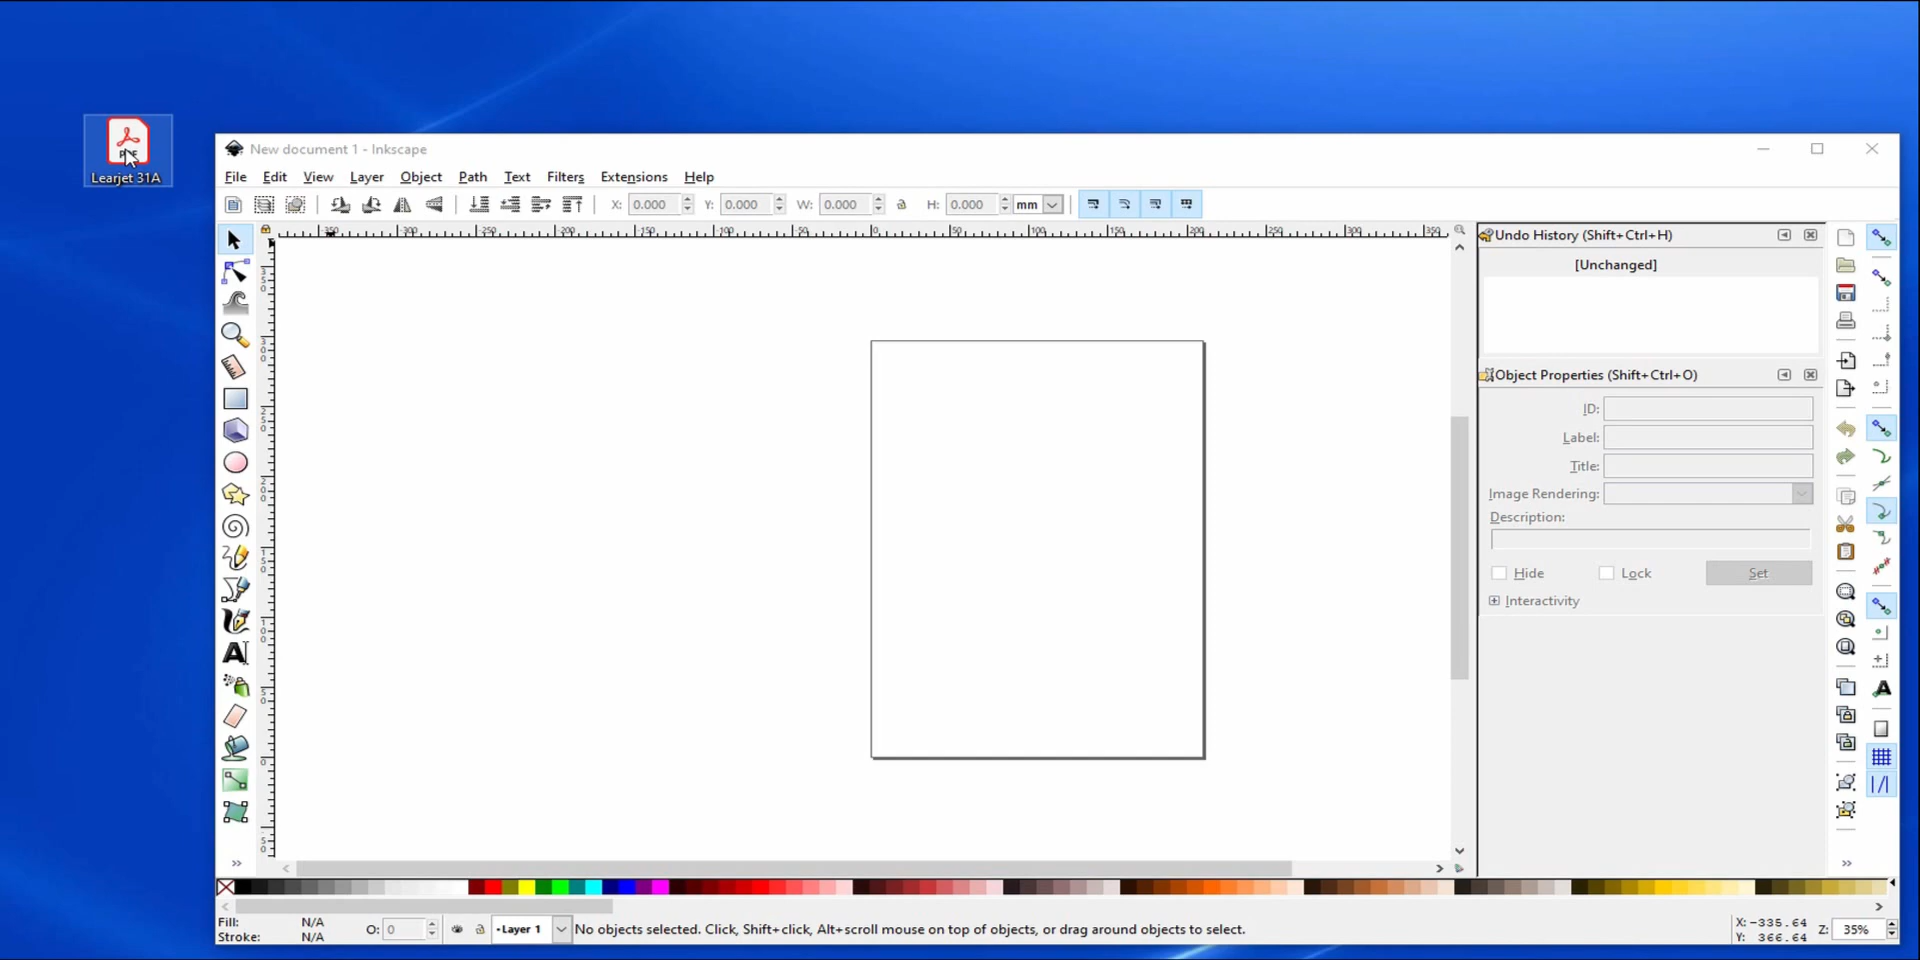 PDF
Learjet 31A
New document 1 - Inkscape
File Edit View Layer Object Path Text Filters Extensions Help
X: 0.000 Y: 0.000 W: 0.000 H: 0.000 mm
Undo History (Shift+Ctrl+H)
[Unchanged]
Object Properties (Shift+Ctrl+O)
ID:
Label:
Title:
Image Rendering:
Description:
Hide Lock Set
Interactivity
Fill: N/A
Stroke: N/A
O: 0
•Layer 1
No objects selected. Click, Shift+click, Alt+scroll mouse on top of objects, or drag around objects to select.
X: -335.64
Y: 366.64
Z: 35%